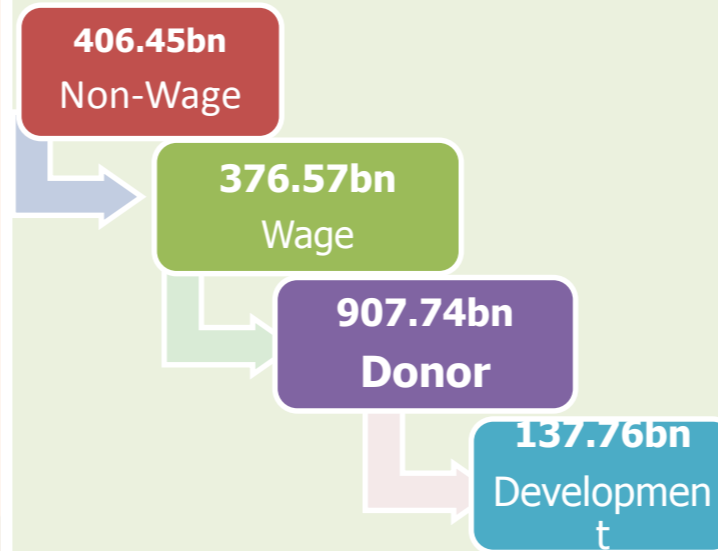 406.45bn
Non-Wage
376.57bn
Wage
907.74bn
Donor
137.76bn
Developmen
t